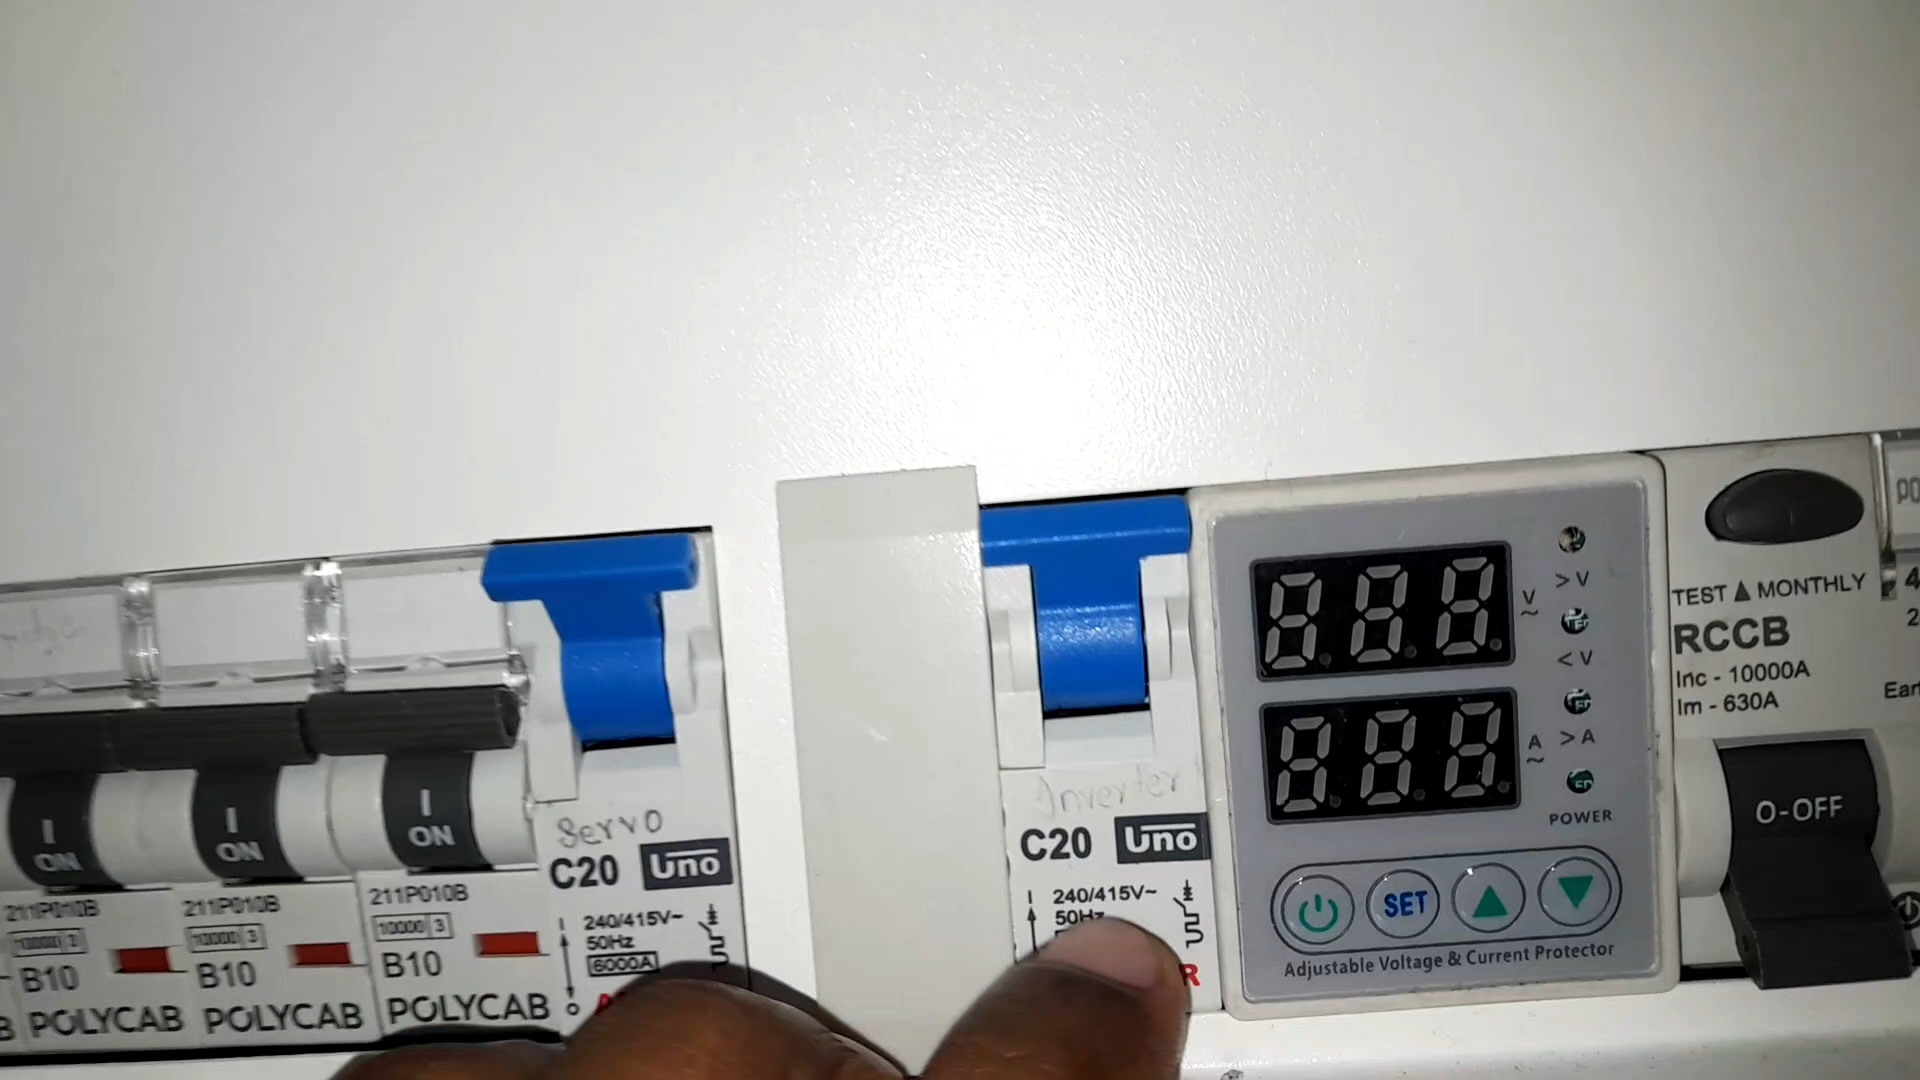 I
ON
211P010B
10000 3
B10
POLYCAB
I
ON
211P010B
10000 3
B10
POLYCAB
I
ON
211P010B
10000 3
B10
POLYCAB
Servo
C20 Uno
240/415V~
50Hz
6000A
Inverter
C20 Uno
240/415V~
50Hz
R
V
~
A
~
> V
< V
> A
POWER
SET
Adjustable Voltage & Current Protector
TEST ▲ MONTHLY
RCCB
Inc - 10000A
Im - 630A
O-OFF